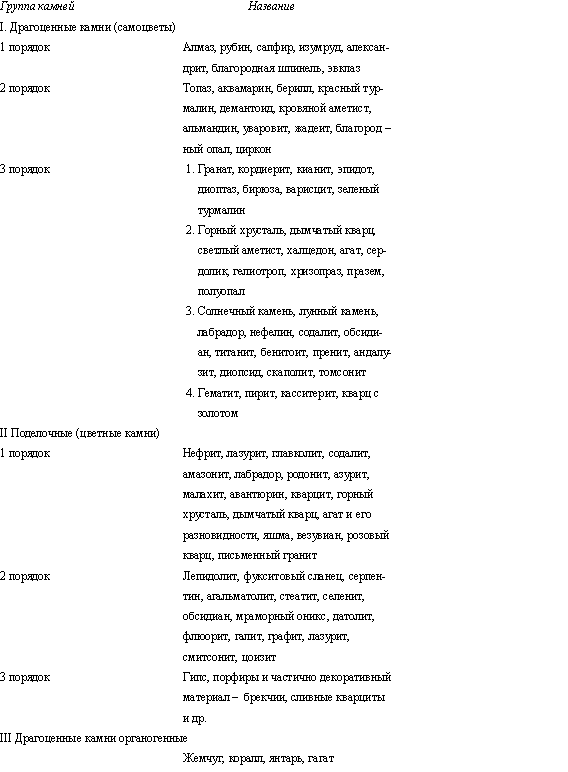 Группа камней Название
I. Драгоценные камни (самоцветы)
1 порядок Алмаз, рубин, сапфир, изумруд, алексан-
дрит, благородная шпинель, эвклаз
2 порядок Топаз, аквамарин, берилл, красный тур-
малин, демантоид, кровяной аметист,
альмандин, уваровит, жадеит, благород –
ный опал, циркон
3 порядок 1. Гранат, кордиерит, кианит, эпидот,
диоптаз, бирюза, варисцит, зеленый
турмалин
2. Горный хрусталь, дымчатый кварц,
светлый аметист, халцедон, агат, сер-
долик, гелиотроп, хризопраз, празем,
полуопал
3. Солнечный камень, лунный камень,
лабрадор, нефелин, содалит, обсиди-
ан, титанит, бенитоит, пренит, андалу-
зит, диопсид, скаполит, томсонит
4. Гематит, пирит, касситерит, кварц с
золотом
II Поделочные (цветные камни)
1 порядок Нефрит, лазурит, главколит, содалит,
амазонит, лабрадор, родонит, азурит,
малахит, авантюрин, кварцит, горный
хрусталь, дымчатый кварц, агат и его
разновидности, яшма, везувиан, розовый
кварц, письменный гранит
2 порядок Лепидолит, фукситовый сланец, серпен-
тин, агальматолит, стеатит, селенит,
обсидиан, мраморный оникс, датолит,
флюорит, галит, графит, лазурит,
смитсонит, цоизит
3 порядок Гипс, порфиры и частично декоративный
материал – брекчии, сливные кварциты
и др.
III Драгоценные камни органогенные
Жемчуг, коралл, янтарь, гагат